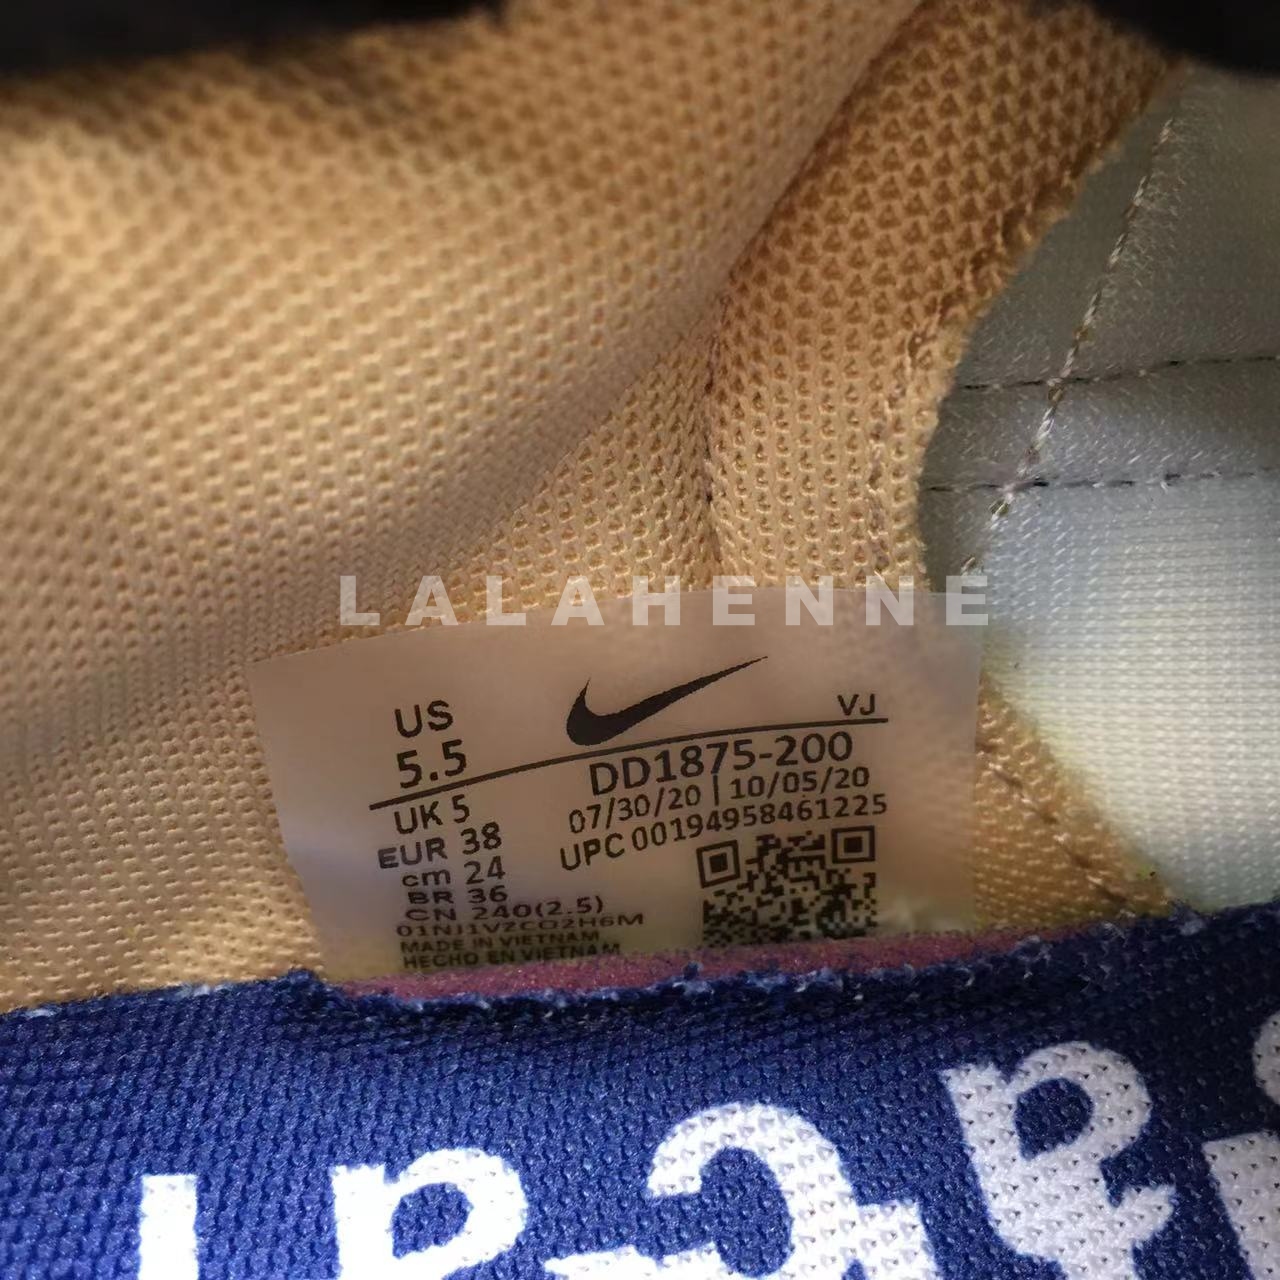 LALAHENNE
US
5.5
VJ
DD1875-200
07/30/20 | 10/05/20
UPC 00194958461225
UK 5
EUR 38
cm 24
BR 36
CN 240(2.5)
01NJ1VZCO2H6M
MADE IN VIETNAM
HECHO EN VIETNAM